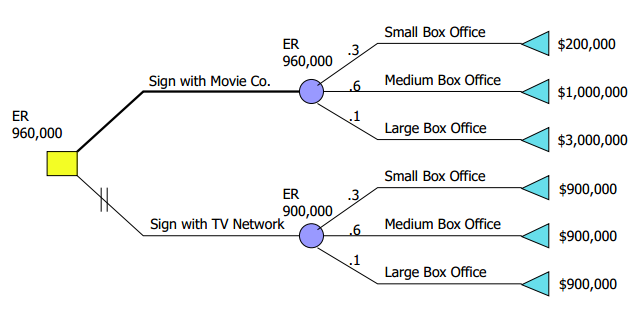 Small Box Office
ER
960,000
.3
$200,000
Sign with Movie Co.
.6
Medium Box Office
$1,000,000
.1
Large Box Office
$3,000,000
ER
960,000
Small Box Office
ER
900,000
.3
$900,000
Sign with TV Network
.6
Medium Box Office
$900,000
.1
Large Box Office
$900,000